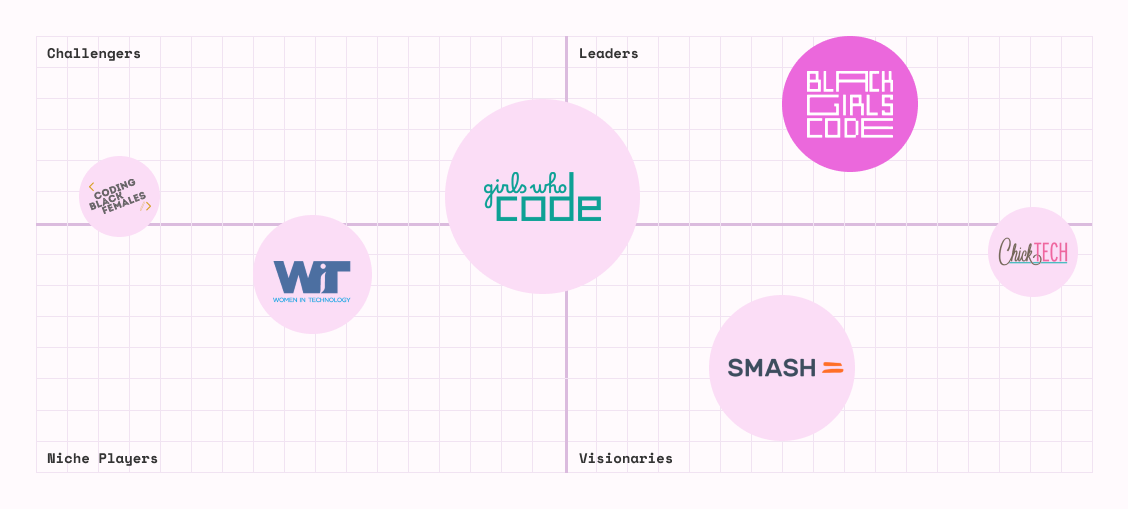 Challengers
Leaders
BLACK
GIRLS
CODE
girls who
code
< CODING
BLACK
FEMALES
/>
WiT
WOMEN IN TECHNOLOGY
ChickTECH
SMASH =
Niche Players
Visionaries